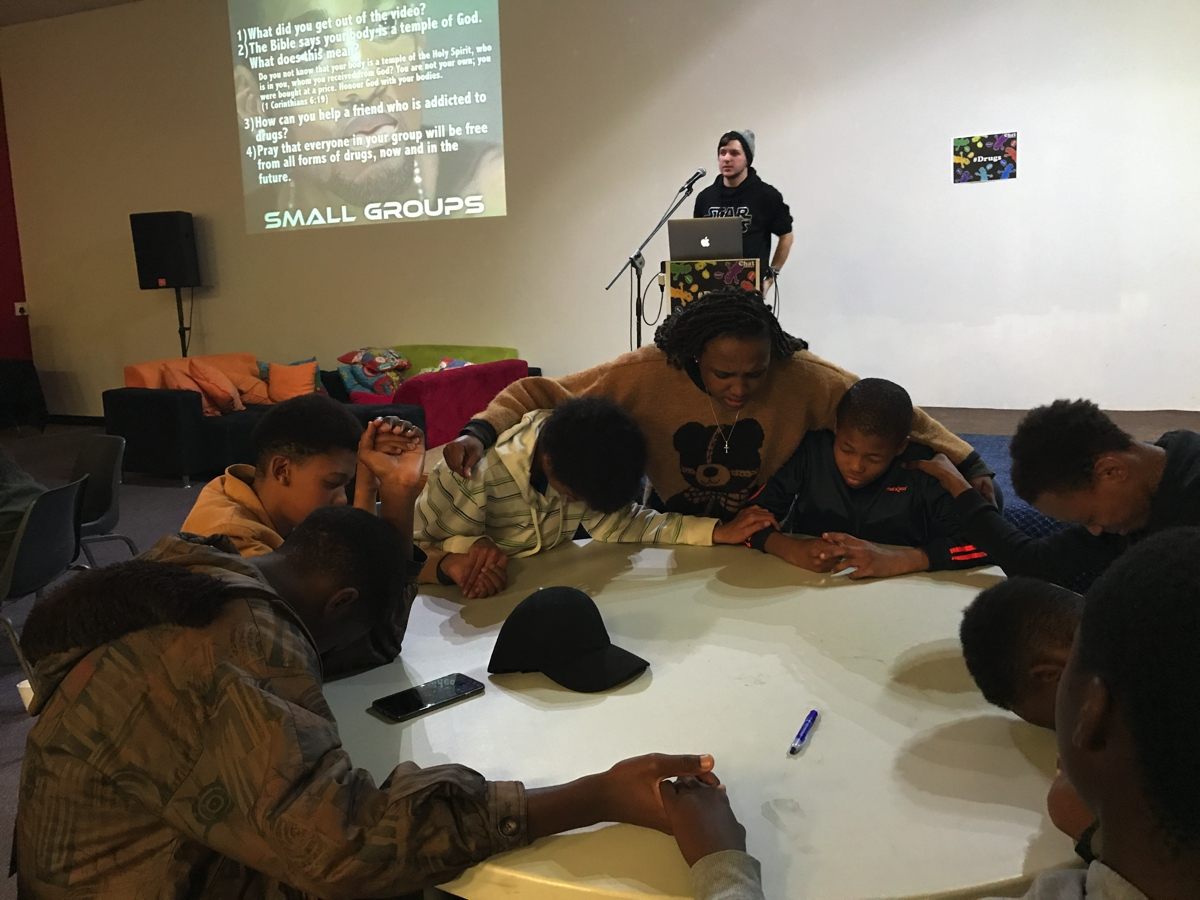 1)What did you get out of the video?
2)The Bible says your body is a temple of God.
What does this mean?
Do you not know that your body is a temple of the Holy Spirit, who
is in you, whom you received from God? You are not your own; you
were bought at a price. Honour God with your bodies.
(1 Corinthians 6:19)
3)How can you help a friend who is addicted to
drugs?
4)Pray that everyone in your group will be free
from all forms of drugs, now and in the
future.
SMALL GROUPS
Chat
#Drugs
STAR
Chat